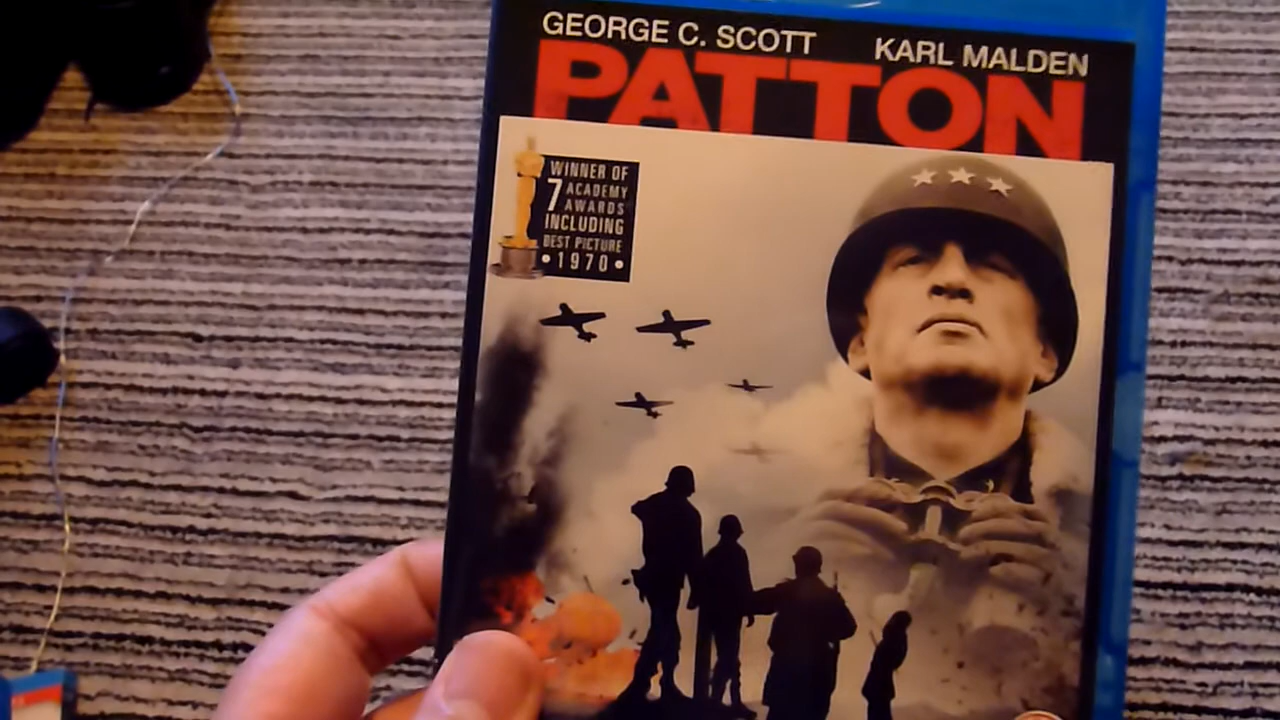 GEORGE C. SCOTT KARL MALDEN
PATTON
WINNER OF
7 ACADEMY
AWARDS
INCLUDING
BEST PICTURE
• 1970 •